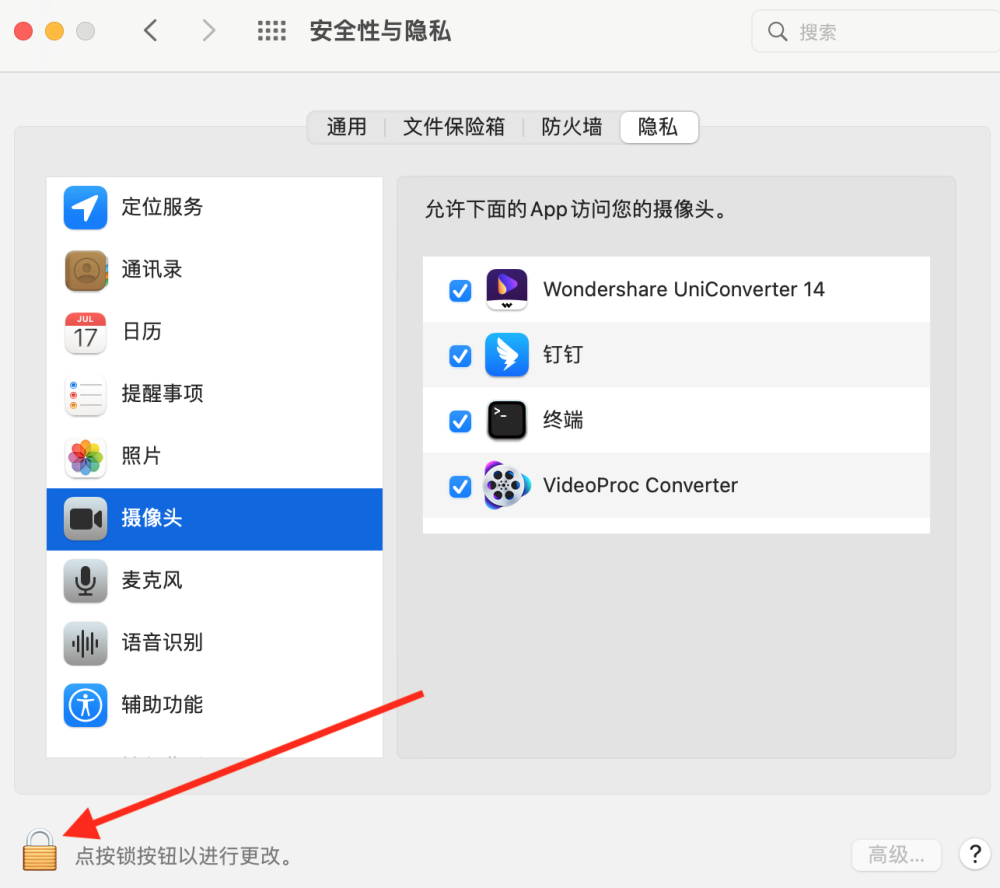 安全性与隐私
搜索
通用
文件保险箱
防火墙
隐私
定位服务
通讯录
JUL
17
日历
提醒事项
照片
摄像头
麦克风
语音识别
辅助功能
允许下面的App访问您的摄像头。
Wondershare UniConverter 14
钉钉
>_
终端
VideoProc Converter
点按锁按钮以进行更改。
高级...
?